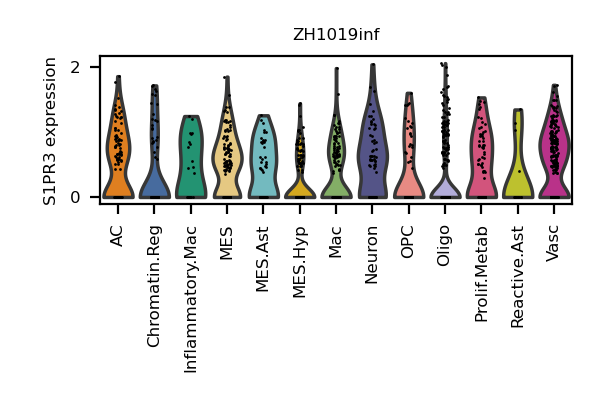 ZH1019inf
S1PR3 expression
2
0
AC
Chromatin.Reg
Inflammatory.Mac
MES
MES.Ast
MES.Hyp
Mac
Neuron
OPC
Oligo
Prolif.Metab
Reactive.Ast
Vasc